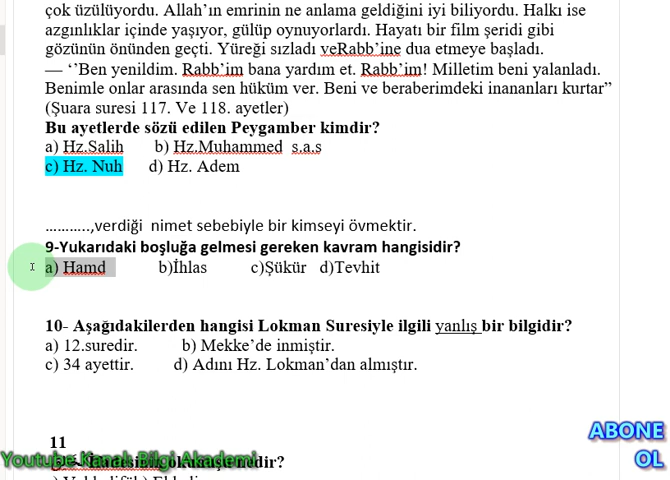 çok üzülüyordu. Allah’ın emrinin ne anlama geldiğini iyi biliyordu. Halkı ise
azgınlıklar içinde yaşıyor, gülüp oynuyorlardı. Hayatı bir film şeridi gibi
gözünün önünden geçti. Yüreği sızladı veRabb’ine dua etmeye başladı.
— ‘’Ben yenildim. Rabb’im bana yardım et. Rabb’im! Milletim beni yalanladı.
Benimle onlar arasında sen hüküm ver. Beni ve beraberimdeki inananları kurtar”
(Şuara suresi 117. Ve 118. ayetler)
Bu ayetlerde sözü edilen Peygamber kimdir?
a) Hz.Salih b) Hz.Muhammed s.a.s
c) Hz. Nuh d) Hz. Adem
………..,verdiği nimet sebebiyle bir kimseyi övmektir.
9-Yukarıdaki boşluğa gelmesi gereken kavram hangisidir?
a) Hamd b)İhlas c)Şükür d)Tevhit
10- Aşağıdakilerden hangisi Lokman Suresiyle ilgili yanlış bir bilgidir?
a) 12.suredir. b) Mekke’de inmiştir.
c) 34 ayettir. d) Adını Hz. Lokman’dan almıştır.
ABONE
OL
11
Youtube Kanalı Bilgi Akademi